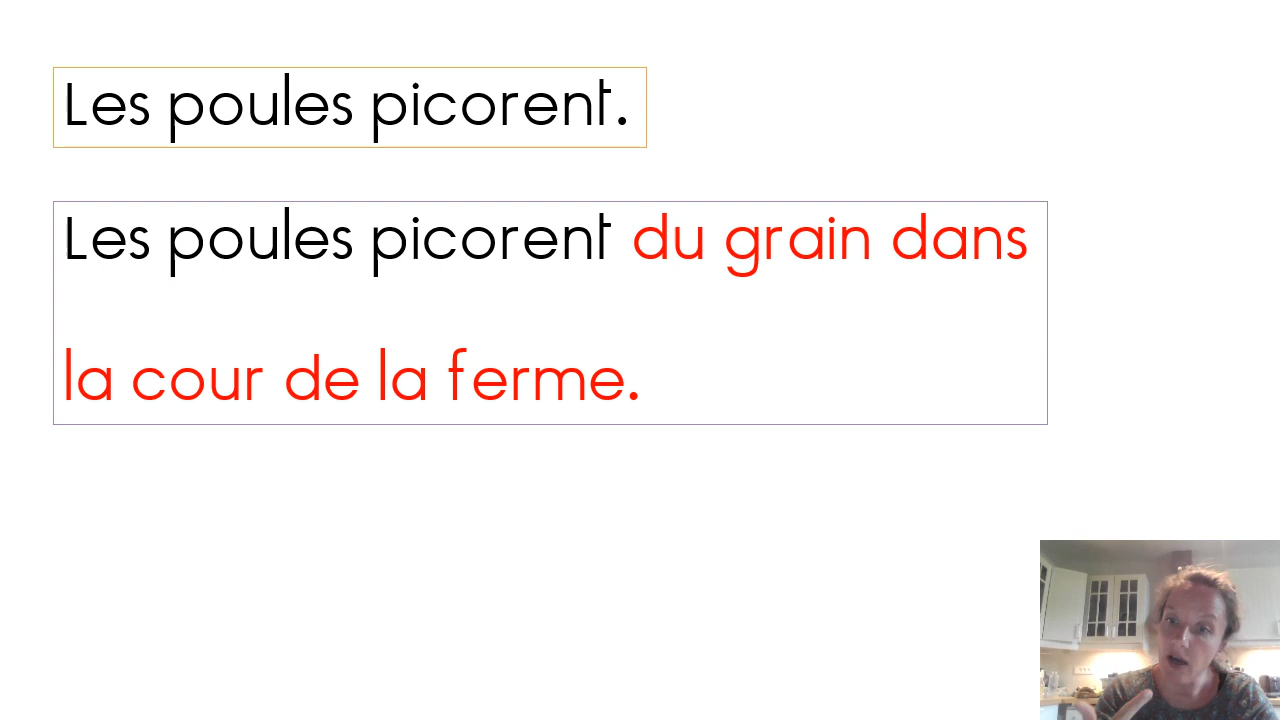 Les poules picorent.
Les poules picorent du grain dans
la cour de la ferme.